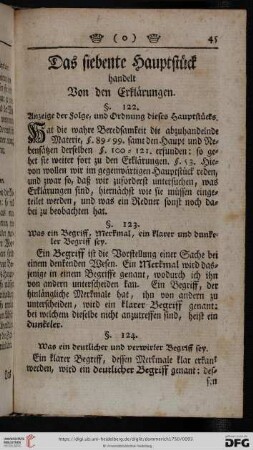 ( o ) 45
Das siebente Hauptstück
handelt
Von den Erklärungen.
§. 122.
Anzeige der Folge, und Ordnung dieses Hauptstücks.
Hat die wahre Beredsamkeit die abzuhandelnde
Materie, §. 89-99. samt den Haupt und Ne-
bensätzen derselben §. 100-121. erfunden: so ge-
het sie weiter fort zu den Erklärungen. §. 53. Hie-
von wollen wir im gegenwärtigen Hauptstück reden,
und zwar so, daß wir zuförderst untersuchen, was
Erklärungen sind, hiernächst wie sie müssen einge-
teilet werden, und was ein Redner sonst noch da-
bei zu beobachten hat.
§. 123.
Was ein Begriff, Merkmal, ein klarer und dunke-
ler Begriff sey.
Ein Begriff ist die Vorstellung einer Sache bei
einem denkenden Wesen. Ein Merkmal wird das-
jenige in einem Begriffe genant, wodurch ich ihn
von andern unterscheiden kan. Ein Begriff, der
hinlängliche Merkmale hat, ihn von andern zu
unterscheiden, wird ein klarer Begriff genant:
bei welchem dieselbe nicht anzutreffen sind, heist ein
dunkeler.
§. 124.
Was ein deutlicher und verwirter Begriff sey.
Ein klarer Begriff, dessen Merkmale klar erkant
werden, wird ein deutlicher Begriff genant: des-
s:n